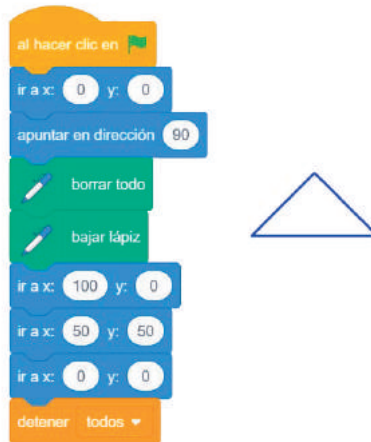 al hacer clic en
ir a x: 0 y: 0
apuntar en dirección 90
borrar todo
bajar lápiz
ir a x: 100 y: 0
ir a x: 50 y: 50
ir a x: 0 y: 0
detener todos